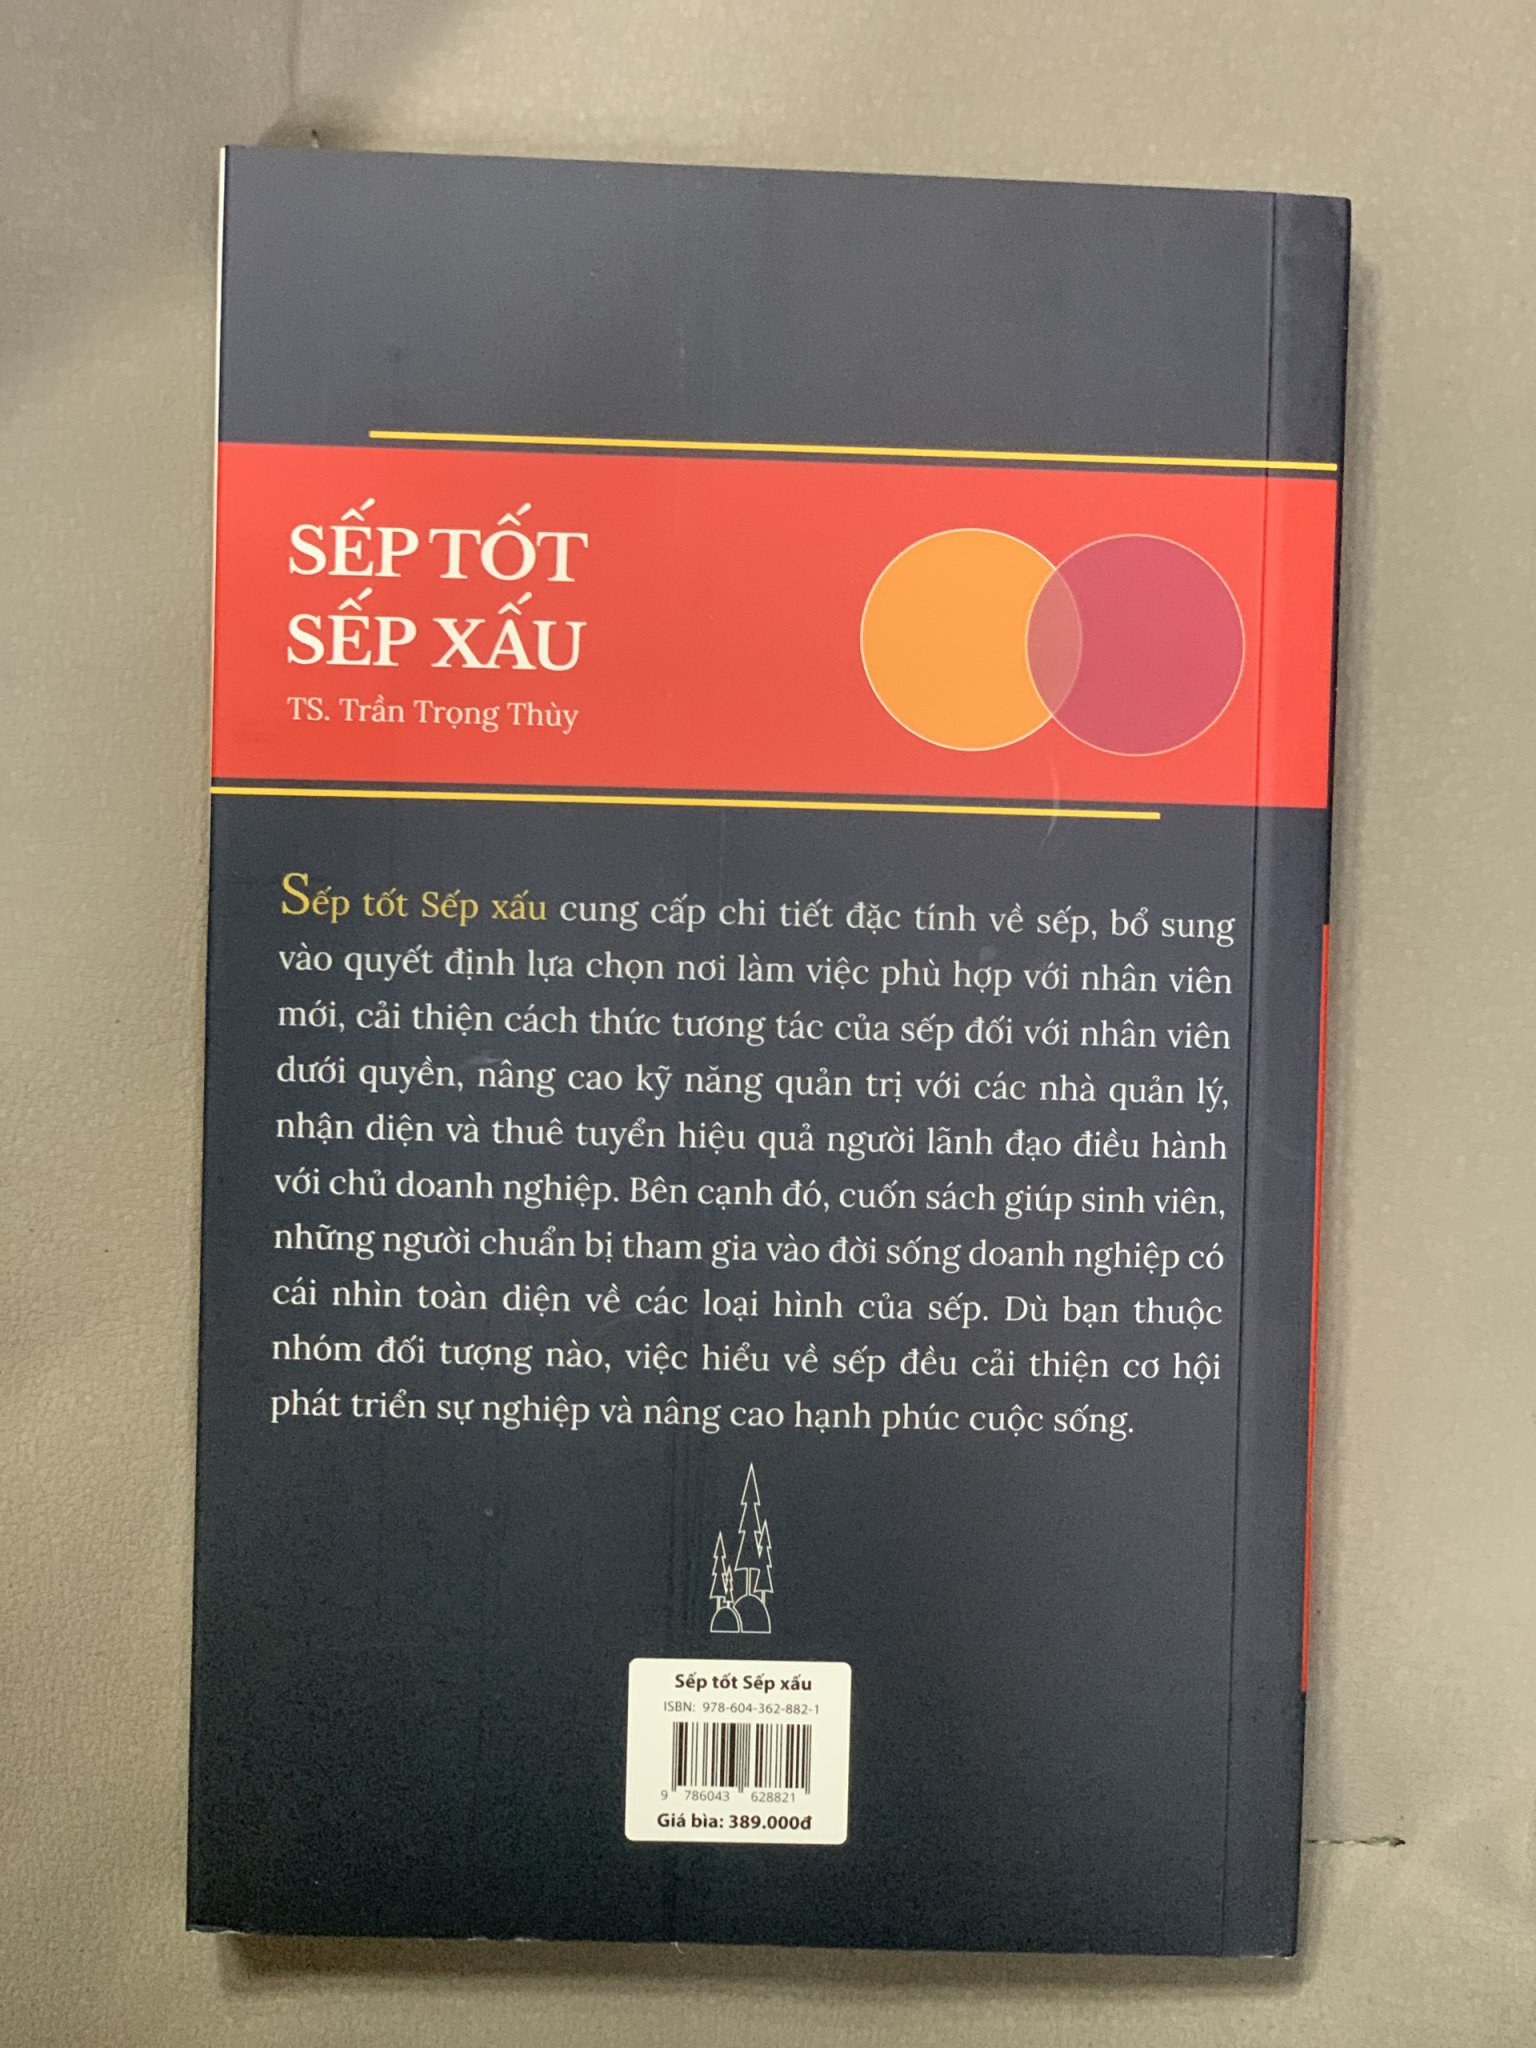 SẾP TỐT
SẾP XẤU
TS. Trần Trọng Thùy
Sếp tốt Sếp xấu cung cấp chi tiết đặc tính về sếp, bổ sung
vào quyết định lựa chọn nơi làm việc phù hợp với nhân viên
mới, cải thiện cách thức tương tác của sếp đối với nhân viên
dưới quyền, nâng cao kỹ năng quản trị với các nhà quản lý,
nhận diện và thuê tuyển hiệu quả người lãnh đạo điều hành
với chủ doanh nghiệp. Bên cạnh đó, cuốn sách giúp sinh viên,
những người chuẩn bị tham gia vào đời sống doanh nghiệp có
cái nhìn toàn diện về các loại hình của sếp. Dù bạn thuộc
nhóm đối tượng nào, việc hiểu về sếp đều cải thiện cơ hội
phát triển sự nghiệp và nâng cao hạnh phúc cuộc sống.
Sếp tốt Sếp xấu
ISBN: 978-604-362-882-1
9 786043 628821
Giá bìa: 389.000đ